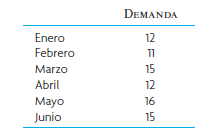 DEMANDA
Enero 12
Febrero 11
Marzo 15
Abril 12
Mayo 16
Junio 15